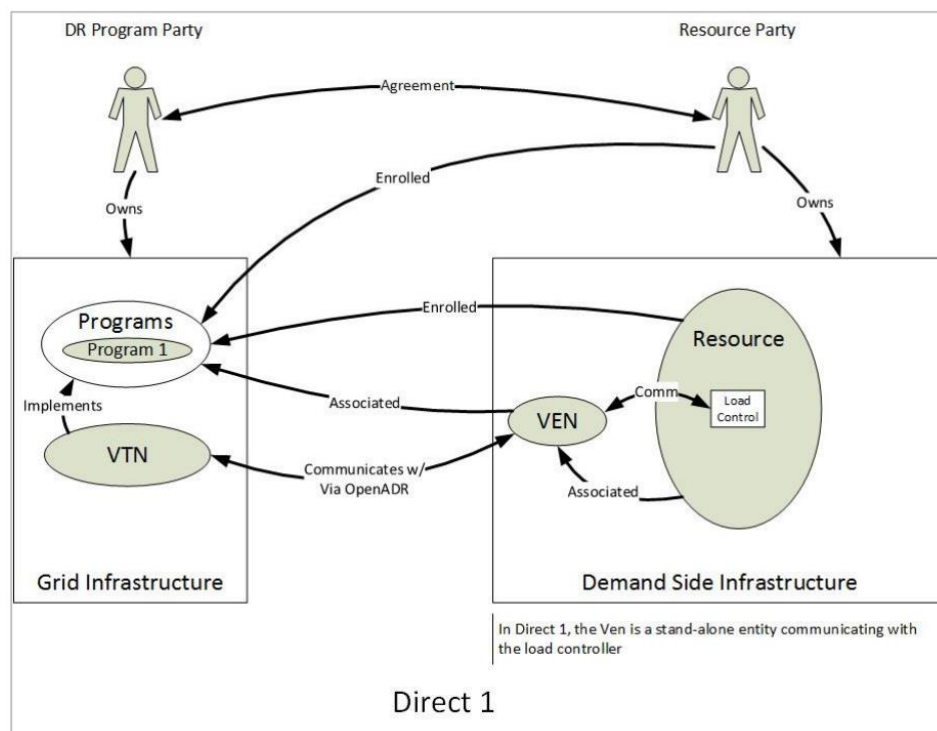 DR Program Party
Resource Party
Agreement
Enrolled
Owns
Owns
Enrolled
Programs
Program 1
Resource
Implements
Associated
Comm
Load
Control
VEN
VTN
Communicates w/
Via OpenADR
Associated
Grid Infrastructure
Demand Side Infrastructure
In Direct 1, the Ven is a stand-alone entity communicating with
the load controller
Direct 1